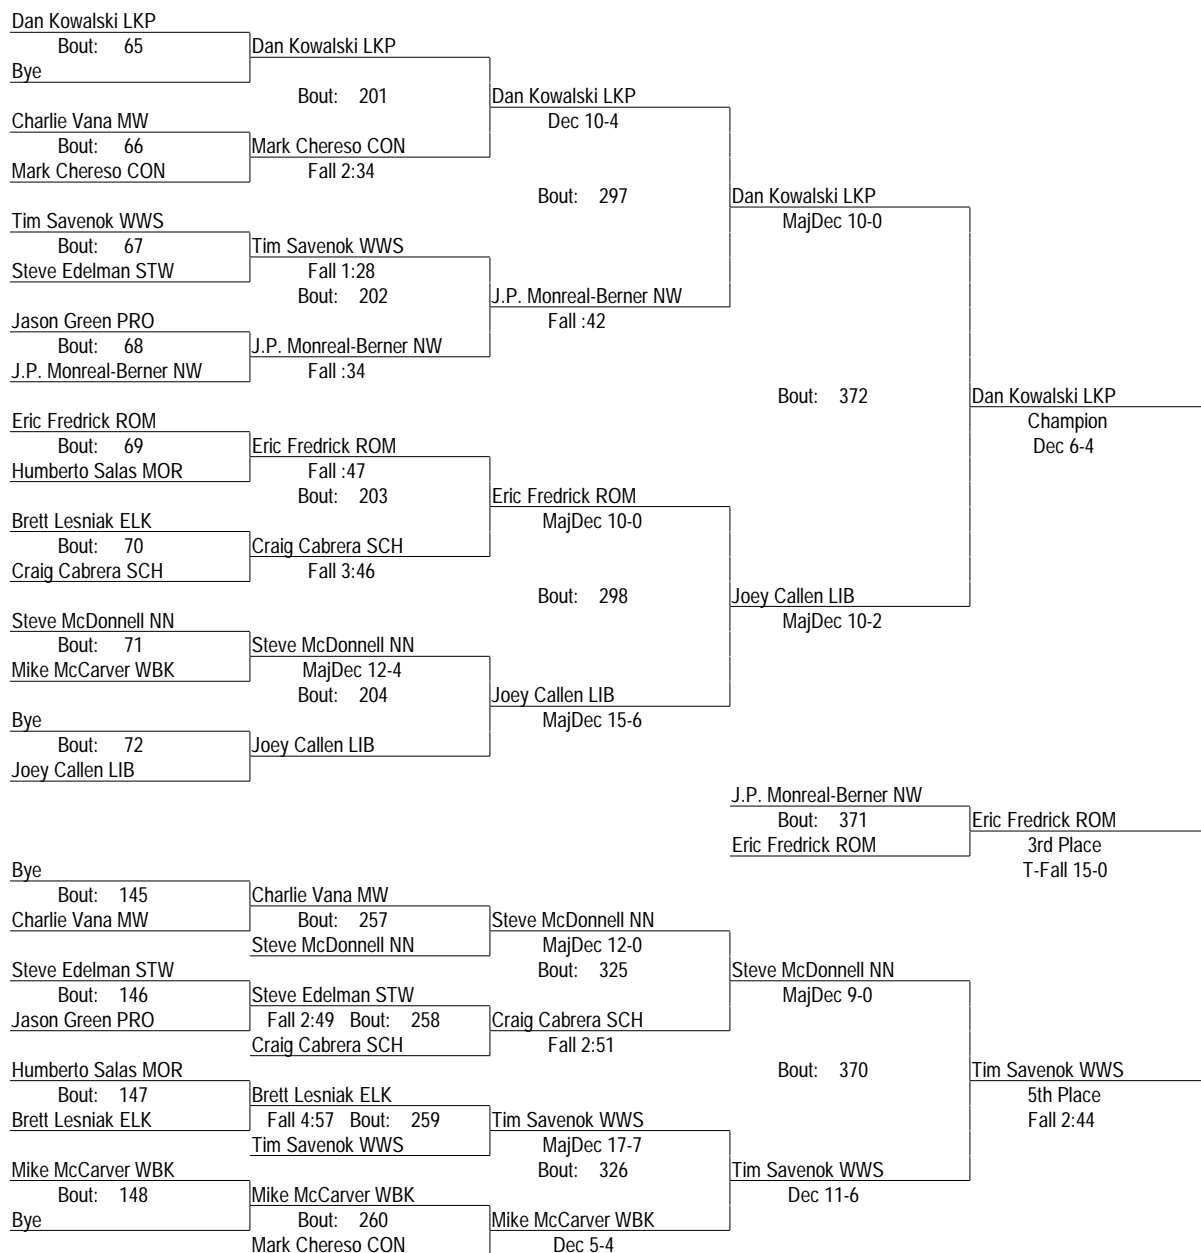 Dan Kowalski LKP
Bout: 65 Dan Kowalski LKP
Bye
Bout: 201 Dan Kowalski LKP
Charlie Vana MW Dec 10-4
Bout: 66 Mark Chereso CON
Mark Chereso CON Fall 2:34
Bout: 297 Dan Kowalski LKP
Tim Savenok WWS MajDec 10-0
Bout: 67 Tim Savenok WWS
Steve Edelman STW Fall 1:28
Bout: 202 J.P. Monreal-Berner NW
Jason Green PRO Fall :42
Bout: 68 J.P. Monreal-Berner NW
J.P. Monreal-Berner NW Fall :34
Bout: 372 Dan Kowalski LKP
Eric Fredrick ROM Champion
Bout: 69 Eric Fredrick ROM Dec 6-4
Humberto Salas MOR Fall :47
Bout: 203 Eric Fredrick ROM
Brett Lesniak ELK MajDec 10-0
Bout: 70 Craig Cabrera SCH
Craig Cabrera SCH Fall 3:46
Bout: 298 Joey Callen LIB
Steve McDonnell NN MajDec 10-2
Bout: 71 Steve McDonnell NN
Mike McCarver WBK MajDec 12-4
Bout: 204 Joey Callen LIB
Bye MajDec 15-6
Bout: 72 Joey Callen LIB
Joey Callen LIB
J.P. Monreal-Berner NW
Bout: 371 Eric Fredrick ROM
Eric Fredrick ROM 3rd Place
Bye T-Fall 15-0
Bout: 145 Charlie Vana MW
Charlie Vana MW Bout: 257 Steve McDonnell NN
Steve McDonnell NN MajDec 12-0
Steve Edelman STW Bout: 325 Steve McDonnell NN
Bout: 146 Steve Edelman STW MajDec 9-0
Jason Green PRO Fall 2:49 Bout: 258 Craig Cabrera SCH
Craig Cabrera SCH Fall 2:51
Humberto Salas MOR Bout: 370 Tim Savenok WWS
Bout: 147 Brett Lesniak ELK 5th Place
Brett Lesniak ELK Fall 4:57 Bout: 259 Tim Savenok WWS Fall 2:44
Tim Savenok WWS MajDec 17-7
Mike McCarver WBK Bout: 326 Tim Savenok WWS
Bout: 148 Mike McCarver WBK Dec 11-6
Bye Bout: 260 Mike McCarver WBK
Mark Chereso CON Dec 5-4